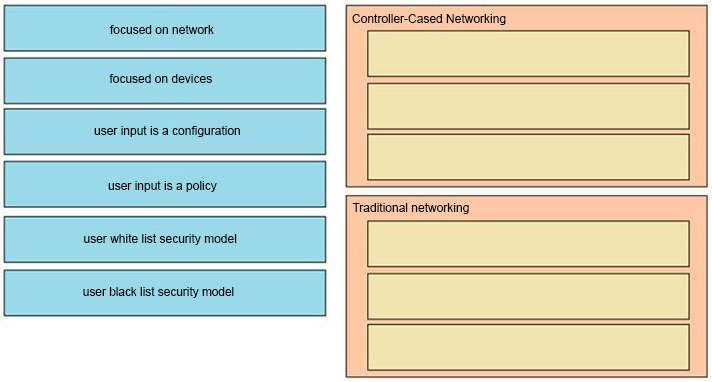 focused on network
focused on devices
user input is a configuration
user input is a policy
user white list security model
user black list security model
Controller-Cased Networking
Traditional networking